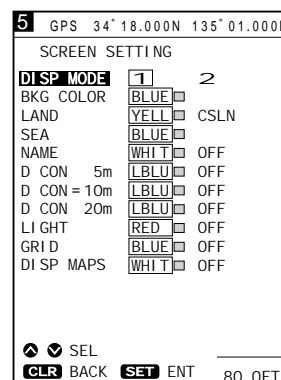 5 GPS 34°18.000N 135°01.000N
SCREEN SETTING
DISP MODE 1 2
BKG COLOR BLUE
LAND YELL CSLN
SEA BLUE
NAME WHIT OFF
D CON 5m LBLU OFF
D CON=10m LBLU OFF
D CON 20m LBLU OFF
LIGHT RED OFF
GRID BLUE OFF
DISP MAPS WHIT OFF
SEL
CLR BACK SET ENT 80.0FT